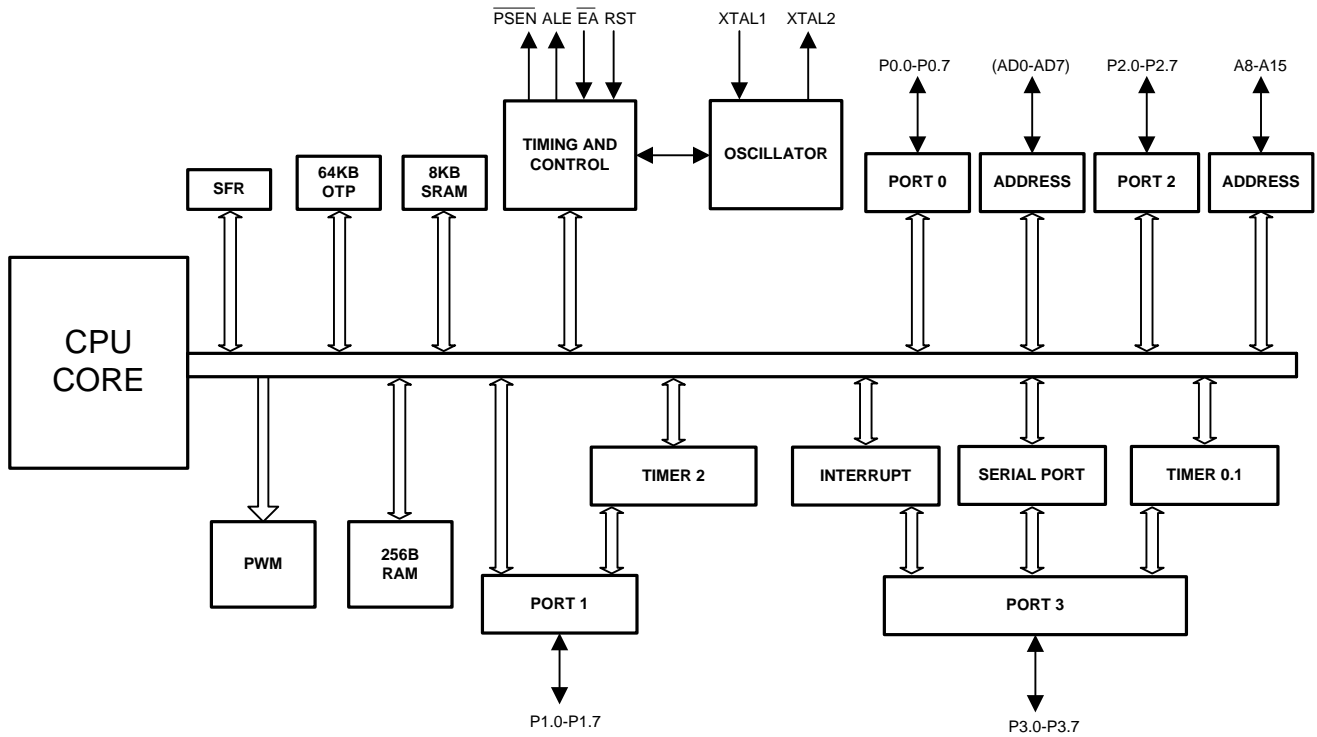 PSEN ALE EA RST
XTAL1 XTAL2
P0.0-P0.7 (AD0-AD7) P2.0-P2.7 A8-A15
TIMING AND
CONTROL
OSCILLATOR
PORT 0
ADDRESS
PORT 2
ADDRESS
SFR
64KB
OTP
8KB
SRAM
CPU
CORE
TIMER 2
INTERRUPT
SERIAL PORT
TIMER 0.1
PWM
256B
RAM
PORT 1
PORT 3
P1.0-P1.7
P3.0-P3.7